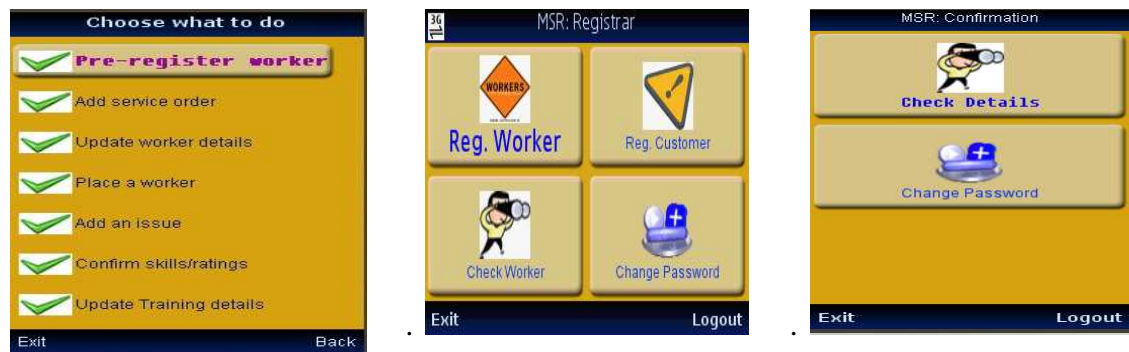 Choose what to do
Pre-register worker
Add service order
Update worker details
Place a worker
Add an issue
Confirm skills/ratings
Update Training details
Exit Back
3G MSR: Registrar
WORKERS
Reg. Worker Reg. Customer
Check Worker Change Password
Exit Logout
MSR: Confirmation
Check Details
Change Password
Exit Logout